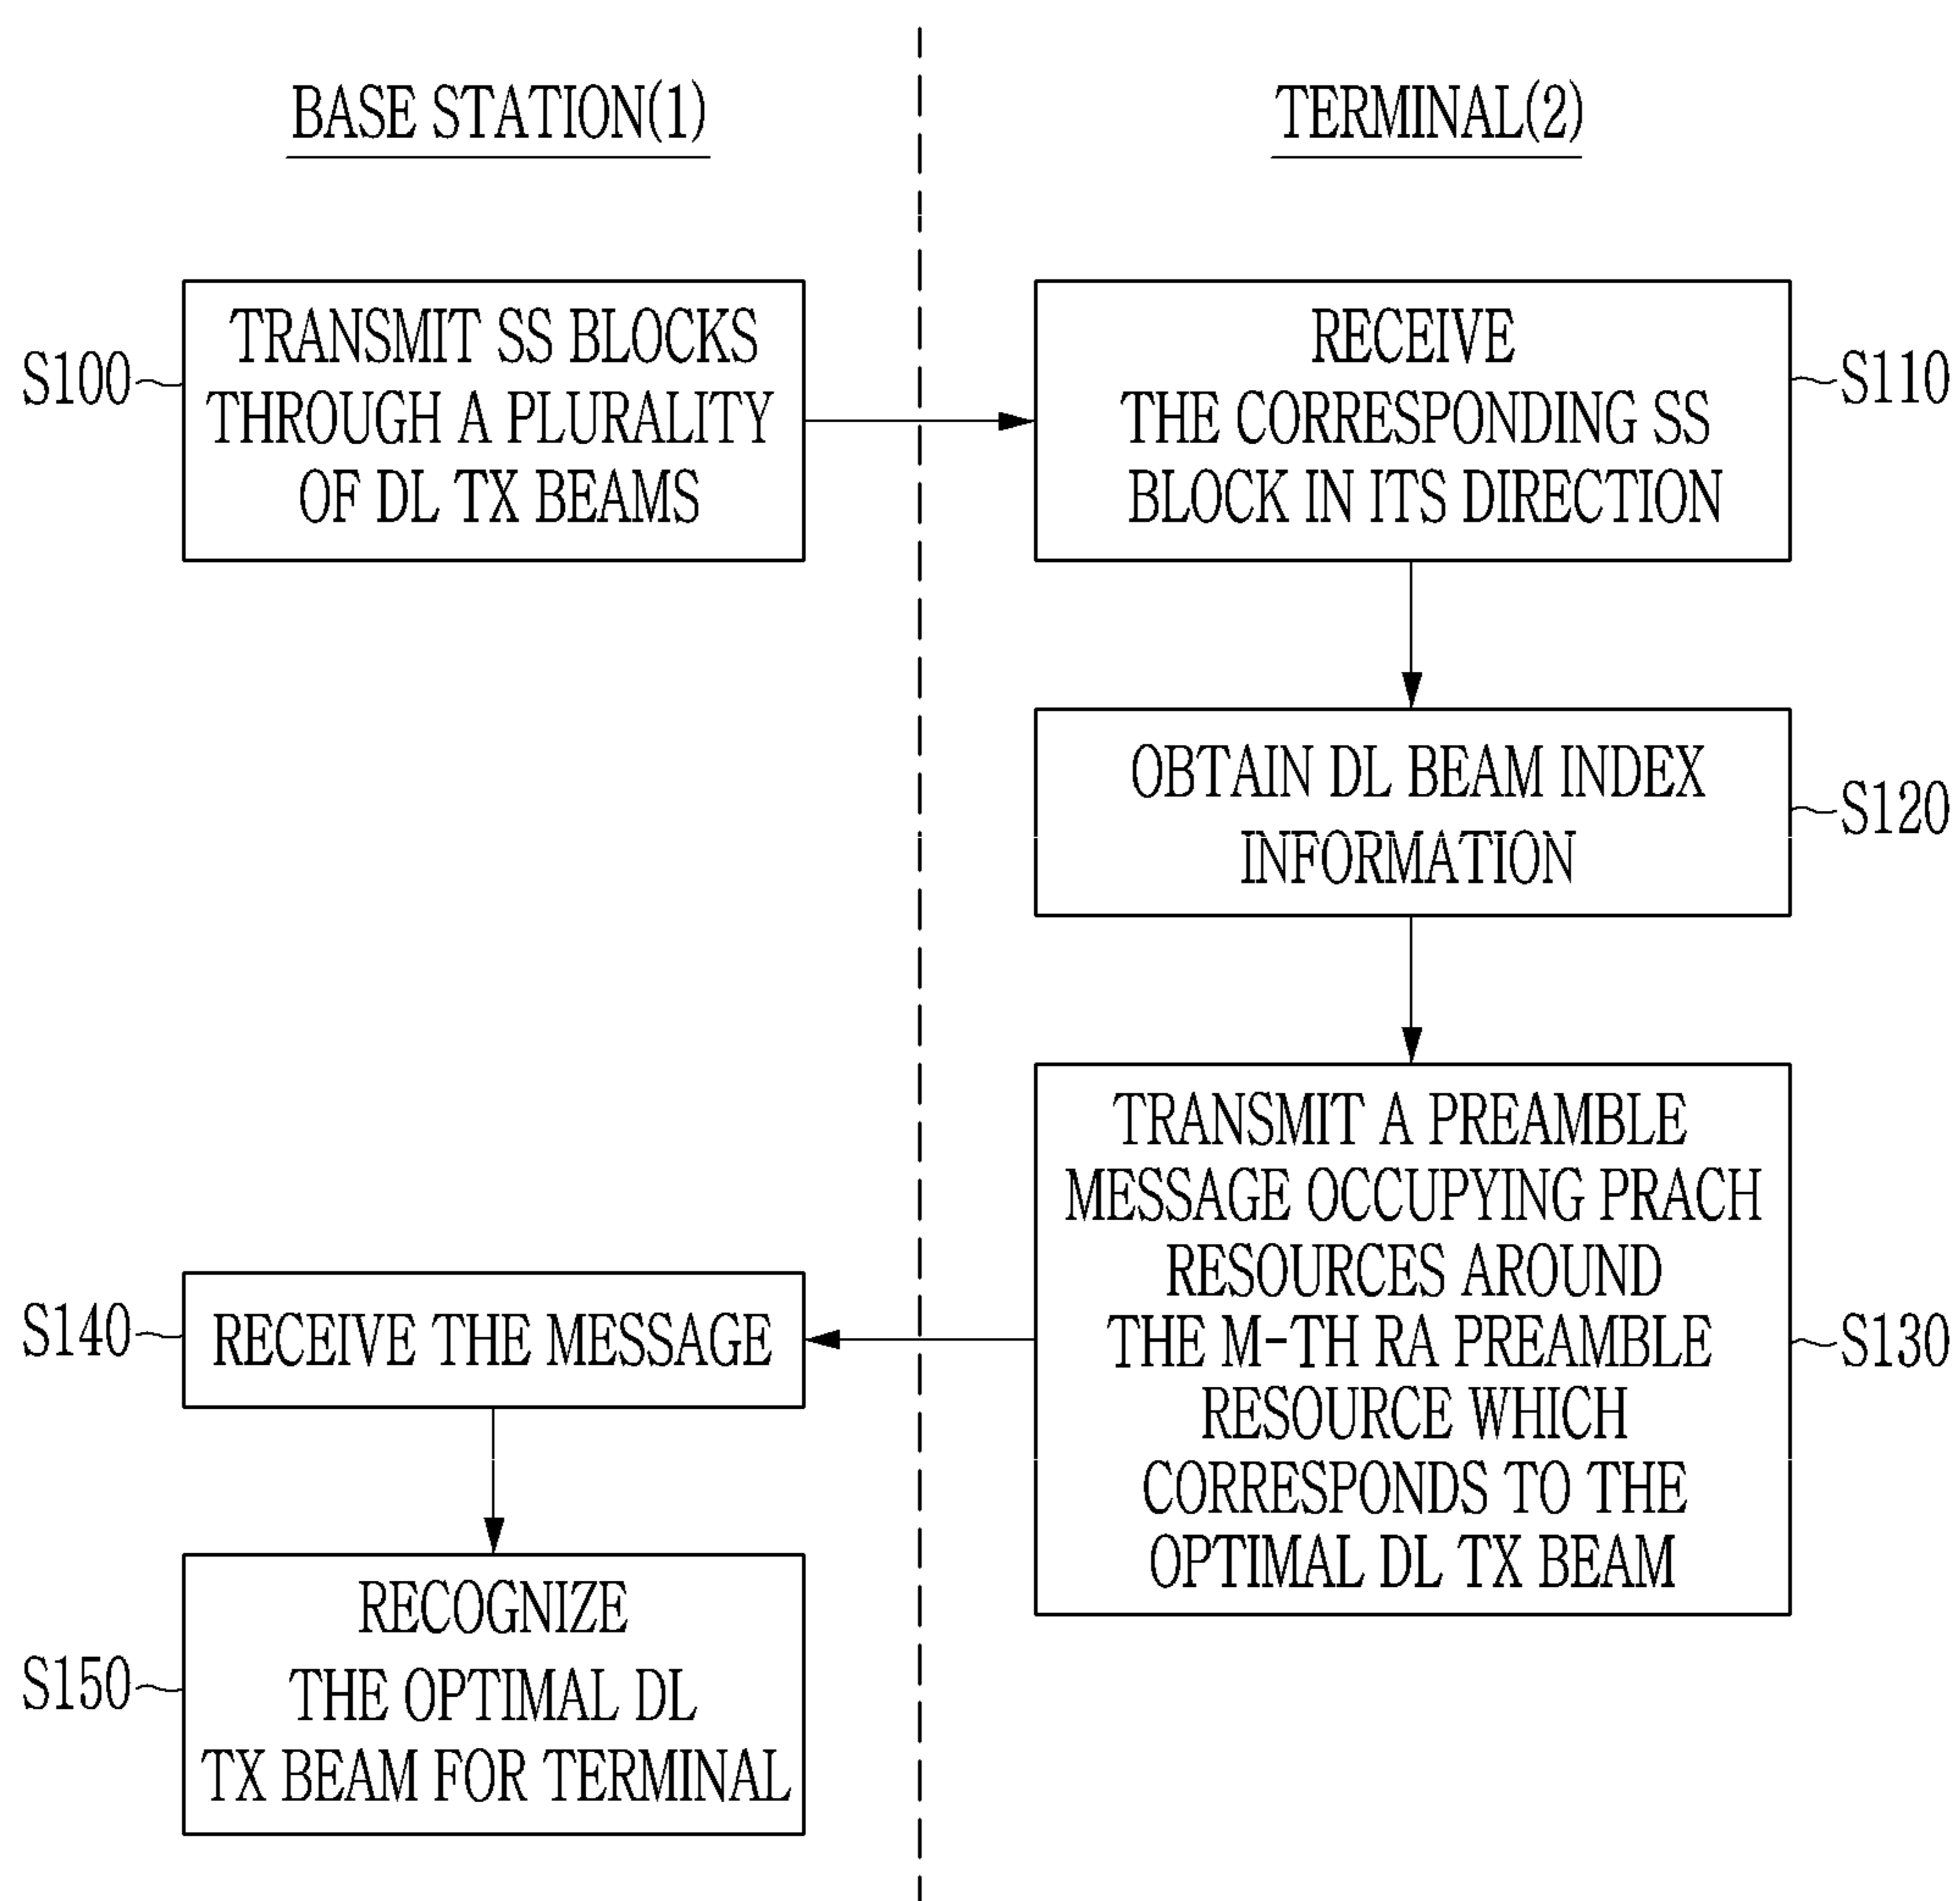 BASE STATION(1)
TERMINAL(2)
S100
TRANSMIT SS BLOCKS
THROUGH A PLURALITY
OF DL TX BEAMS
RECEIVE
THE CORRESPONDING SS
BLOCK IN ITS DIRECTION
S110
OBTAIN DL BEAM INDEX
INFORMATION
S120
TRANSMIT A PREAMBLE
MESSAGE OCCUPYING PRACH
RESOURCES AROUND
THE M-TH RA PREAMBLE
RESOURCE WHICH
CORRESPONDS TO THE
OPTIMAL DL TX BEAM
S130
S140
RECEIVE THE MESSAGE
S150
RECOGNIZE
THE OPTIMAL DL
TX BEAM FOR TERMINAL